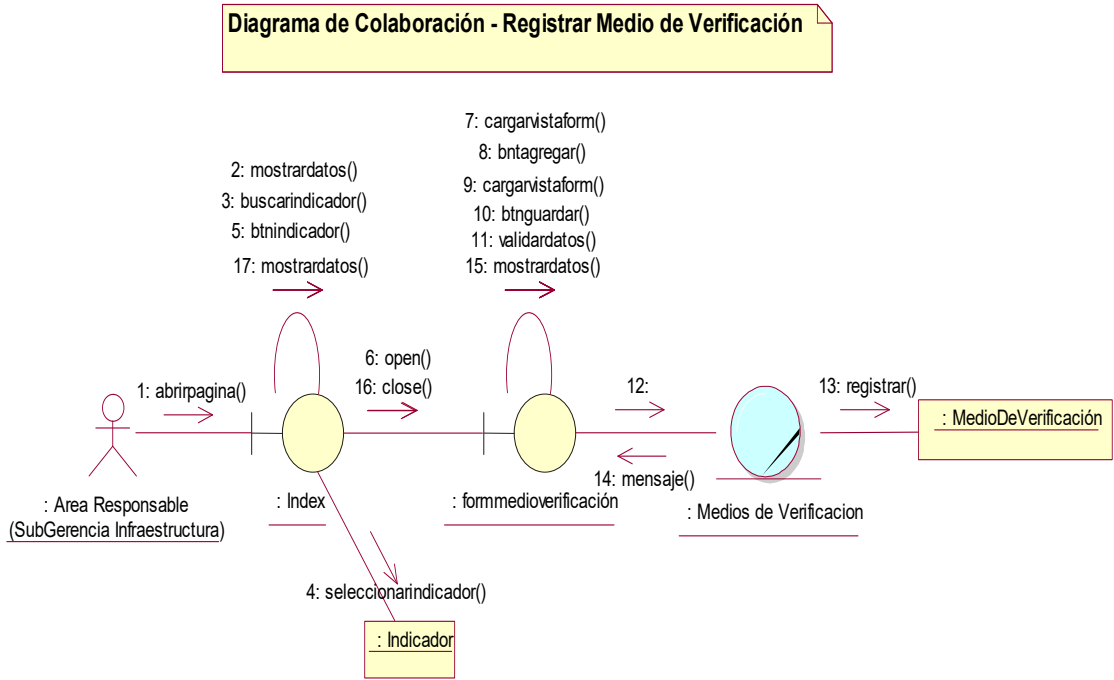 Diagrama de Colaboración - Registrar Medio de Verificación
7: cargarvistaform()
8: bntagregar()
2: mostrardatos()
9: cargarvistaform()
3: buscarindicador()
10: btnguardar()
5: btnindicador()
11: validardatos()
17: mostrardatos()
15: mostrardatos()
6: open()
16: close()
1: abrirpagina()
12:
13: registrar()
: MedioDeVerificación
14: mensaje()
: Area Responsable
(SubGerencia Infraestructura)
: Index
: formmedioverificación
: Medios de Verificacion
4: seleccionarindicador()
: Indicador